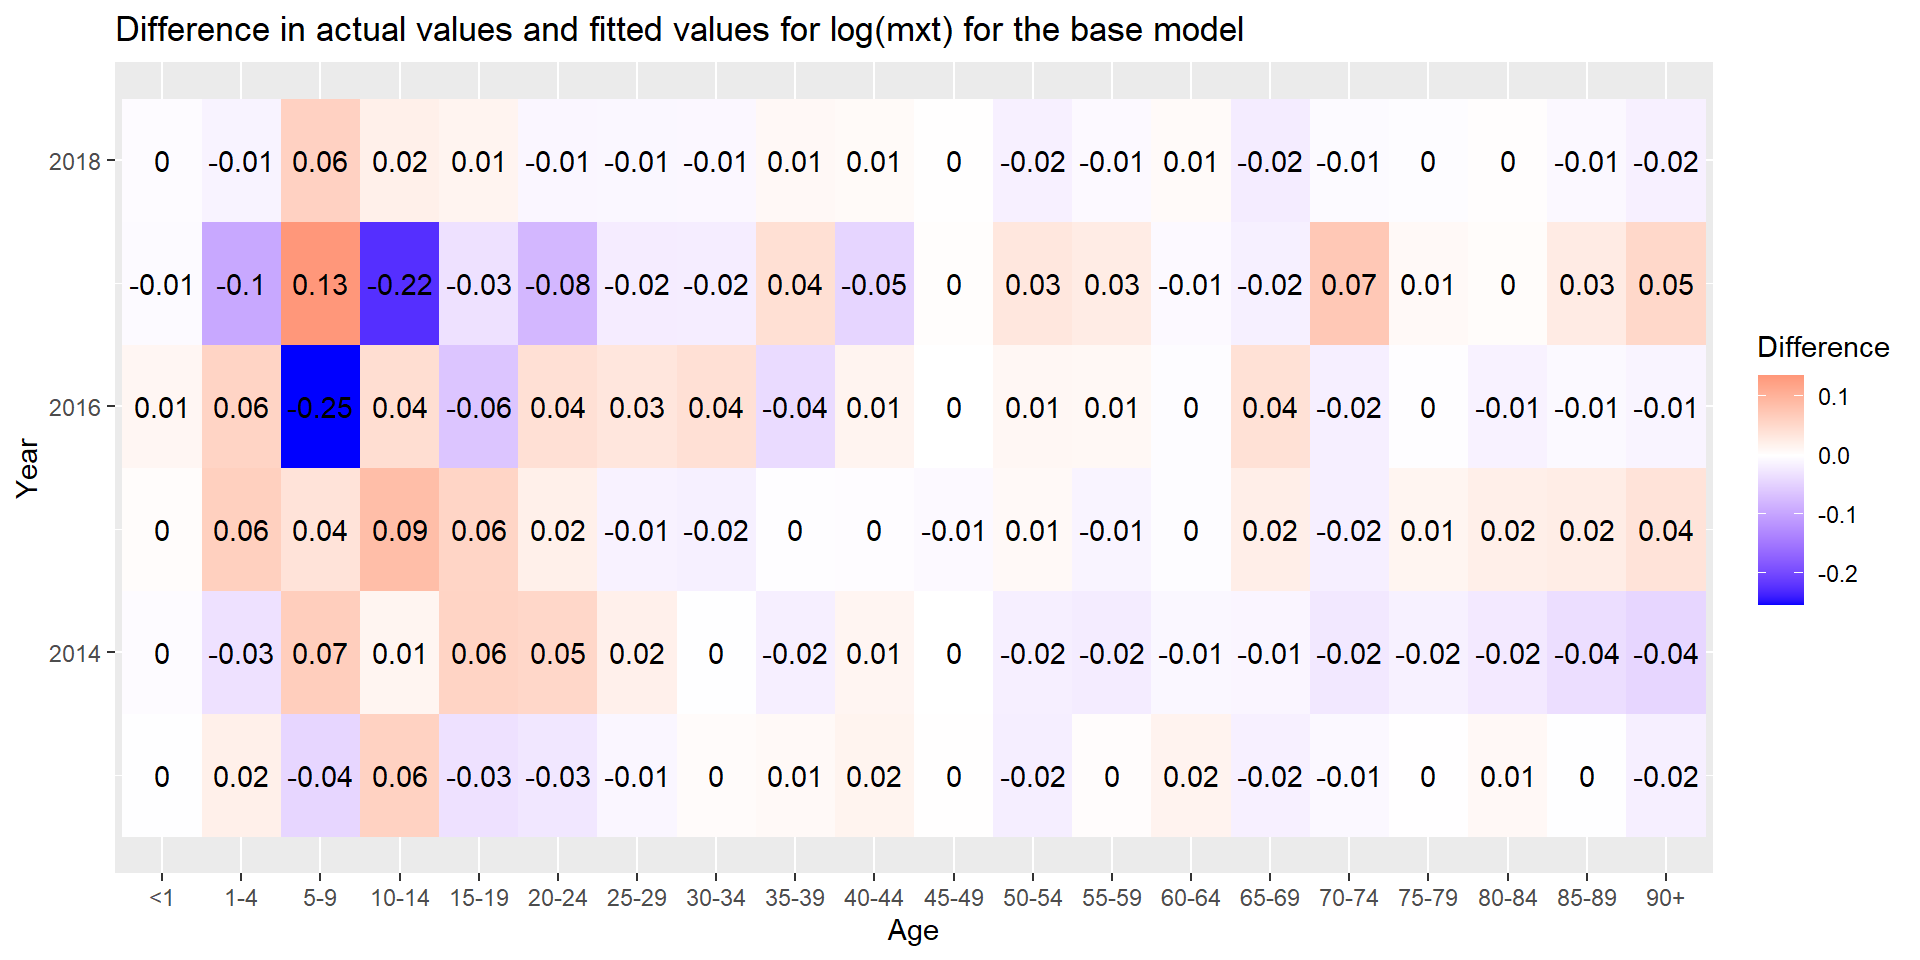 Difference in actual values and fitted values for log(mxt) for the base model
2018 0 -0.01 0.06 0.02 0.01 -0.01 -0.01 -0.01 0.01 0.01 0 -0.02 -0.01 0.01 -0.02 -0.01 0 0 -0.01 -0.02
-0.01 -0.1 0.13 -0.22 -0.03 -0.08 -0.02 -0.02 0.04 -0.05 0 0.03 0.03 -0.01 -0.02 0.07 0.01 0 0.03 0.05
2016 0.01 0.06 -0.25 0.04 -0.06 0.04 0.03 0.04 -0.04 0.01 0 0.01 0.01 0 0.04 -0.02 0 -0.01 -0.01 -0.01
0 0.06 0.04 0.09 0.06 0.02 -0.01 -0.02 0 0 -0.01 0.01 -0.01 0 0.02 -0.02 0.01 0.02 0.02 0.04
2014 0 -0.03 0.07 0.01 0.06 0.05 0.02 0 -0.02 0.01 0 -0.02 -0.02 -0.01 -0.01 -0.02 -0.02 -0.02 -0.04 -0.04
0 0.02 -0.04 0.06 -0.03 -0.03 -0.01 0 0.01 0.02 0 -0.02 0 0.02 -0.02 -0.01 0 0.01 0 -0.02
<1 1-4 5-9 10-14 15-19 20-24 25-29 30-34 35-39 40-44 45-49 50-54 55-59 60-64 65-69 70-74 75-79 80-84 85-89 90+
Age
Year
Difference
0.1
0.0
-0.1
-0.2